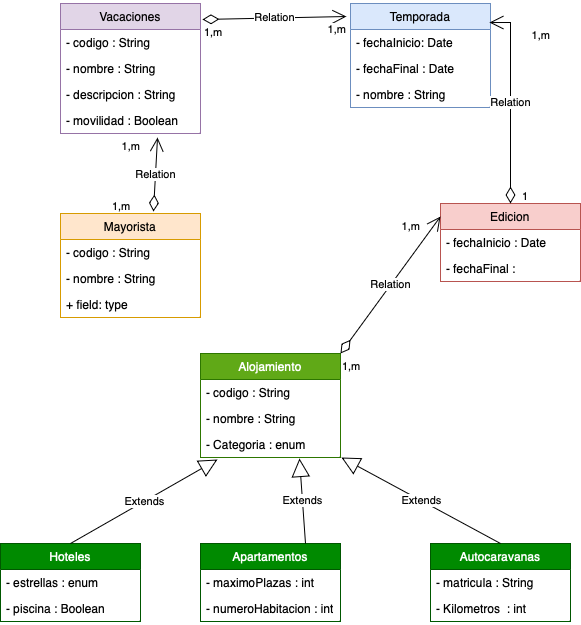 Vacaciones
- codigo : String
- nombre : String
- descripcion : String
- movilidad : Boolean
1,m
Relation
1,m
Temporada
- fechaInicio: Date
- fechaFinal : Date
- nombre : String
1,m
Relation
1
1,m
Relation
1,m
Mayorista
- codigo : String
- nombre : String
+ field: type
Edicion
- fechaInicio : Date
- fechaFinal :
1,m
Relation
1,m
Alojamiento
- codigo : String
- nombre : String
- Categoria : enum
Extends
Extends
Extends
Hoteles
- estrellas : enum
- piscina : Boolean
Apartamentos
- maximoPlazas : int
- numeroHabitacion : int
Autocaravanas
- matricula : String
- Kilometros : int